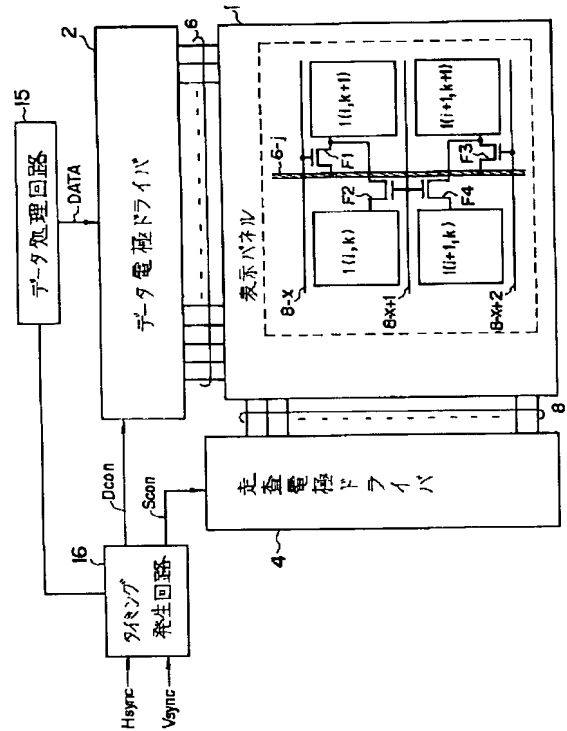 15
データ処理回路
DATA
2
データ電極ドライバ
6
16
タイミング
発生回路
Hsync
Vsync
Dcon
Scon
4
走査電極ドライバ
8
1
表示パネル
8-x
8-x+1
8-x+2
6-j
1(i,k)
1(i,k+1)
1(i+1,k)
1(i+1,k+1)
F1
F2
F3
F4